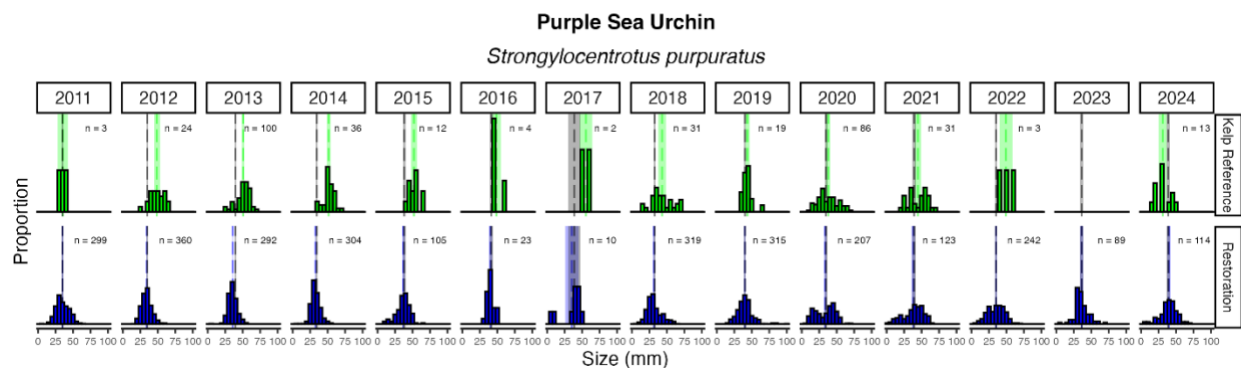 Purple Sea Urchin
Strongylocentrotus purpuratus
2011 2012 2013 2014 2015 2016 2017 2018 2019 2020 2021 2022 2023 2024
n = 3 n = 24 n = 100 n = 36 n = 12 n = 4 n = 2 n = 31 n = 19 n = 86 n = 31 n = 3 n = 13
Kelp Reference
Proportion
n = 299 n = 360 n = 292 n = 304 n = 105 n = 23 n = 10 n = 319 n = 315 n = 207 n = 123 n = 242 n = 89 n = 114
Restoration
0 25 50 75 100 0 25 50 75 100 0 25 50 75 100 0 25 50 75 100 0 25 50 75 100 0 25 50 75 100 0 25 50 75 100 0 25 50 75 100 0 25 50 75 100 0 25 50 75 100 0 25 50 75 100 0 25 50 75 100 0 25 50 75 100 0 25 50 75 100
Size (mm)